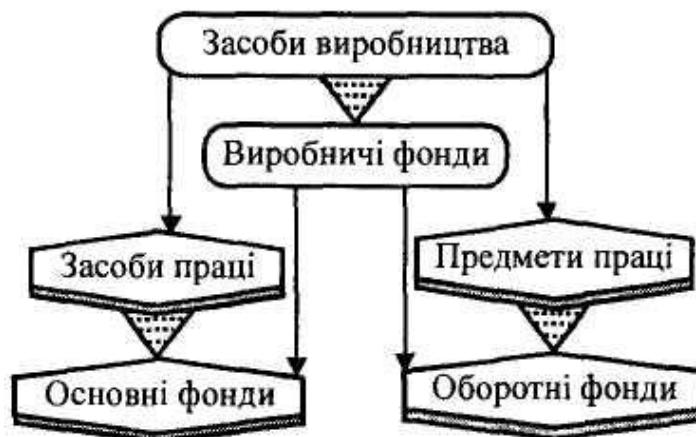 Засоби виробництва
Виробничі фонди
Засоби праці
Предмети праці
Основні фонди
Оборотні фонди